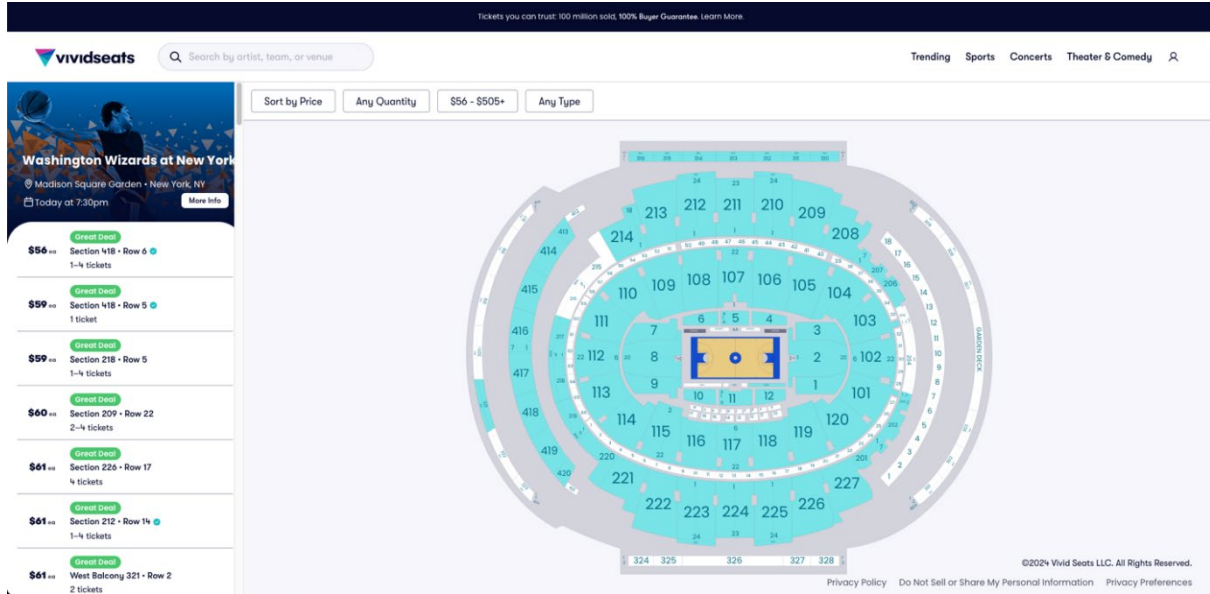 Tickets you can trust: 100 million sold, 100% Buyer Guarantee. Learn More.
vividseats
Search by artist, team, or venue
Trending Sports Concerts Theater & Comedy
Sort by Price Any Quantity $56 - $505+ Any Type
Washington Wizards at New York
Madison Square Garden • New York, NY
Today at 7:30pm
More Info
Great Deal
$56 ea Section 418 • Row 6
1–4 tickets
Great Deal
$59 ea Section 418 • Row 5
1 ticket
Great Deal
$59 ea Section 218 • Row 5
1–4 tickets
Great Deal
$60 ea Section 209 • Row 22
2–4 tickets
Great Deal
$61 ea Section 226 • Row 17
4 tickets
Great Deal
$61 ea Section 212 • Row 14
1–4 tickets
Great Deal
$61 ea West Balcony 321 • Row 2
2 tickets
213 212 211 210 209
214 208
413
414
415
416
417
418
419
420
110 109 108 107 106 105 104
111 103
112 102
113 101
114 115 116 117 118 119 120
7 6 5 4 3
8 2
9 10 11 12 1
GARDEN DECK
220
221 222 223 224 225 226 227
201
324 325 326 327 328
©2024 Vivid Seats LLC. All Rights Reserved.
Privacy Policy Do Not Sell or Share My Personal Information Privacy Preferences